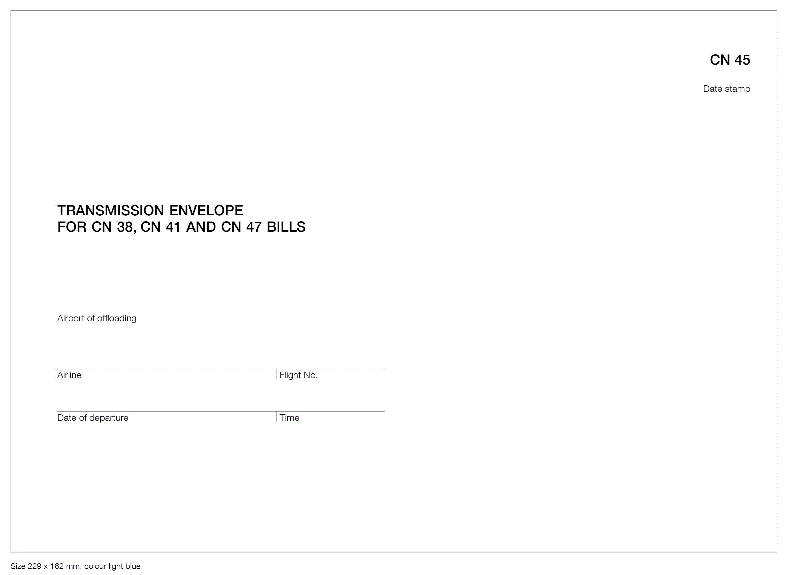 CN 45
Date stamp
TRANSMISSION ENVELOPE
FOR CN 38, CN 41 AND CN 47 BILLS
Airport of offloading
Airline
Flight No.
Date of departure
Time
Size 229 x 162 mm, colour light blue